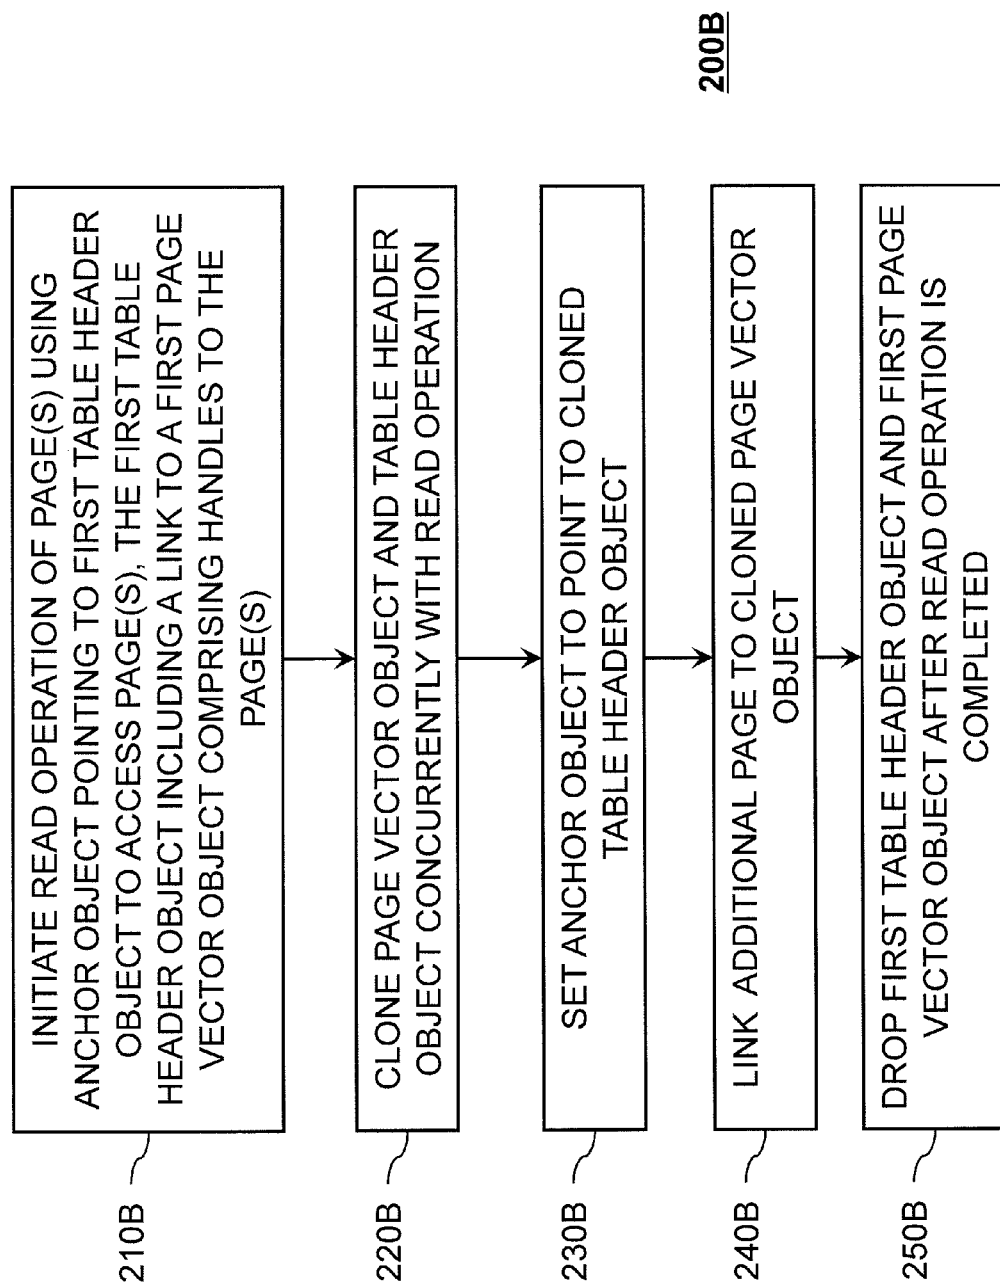 200B
210B
INITIATE READ OPERATION OF PAGE(S) USING
ANCHOR OBJECT POINTING TO FIRST TABLE HEADER
OBJECT TO ACCESS PAGE(S), THE FIRST TABLE
HEADER OBJECT INCLUDING A LINK TO A FIRST PAGE
VECTOR OBJECT COMPRISING HANDLES TO THE
PAGE(S)
220B
CLONE PAGE VECTOR OBJECT AND TABLE HEADER
OBJECT CONCURRENTLY WITH READ OPERATION
230B
SET ANCHOR OBJECT TO POINT TO CLONED
TABLE HEADER OBJECT
240B
LINK ADDITIONAL PAGE TO CLONED PAGE VECTOR
OBJECT
250B
DROP FIRST TABLE HEADER OBJECT AND FIRST PAGE
VECTOR OBJECT AFTER READ OPERATION IS
COMPLETED